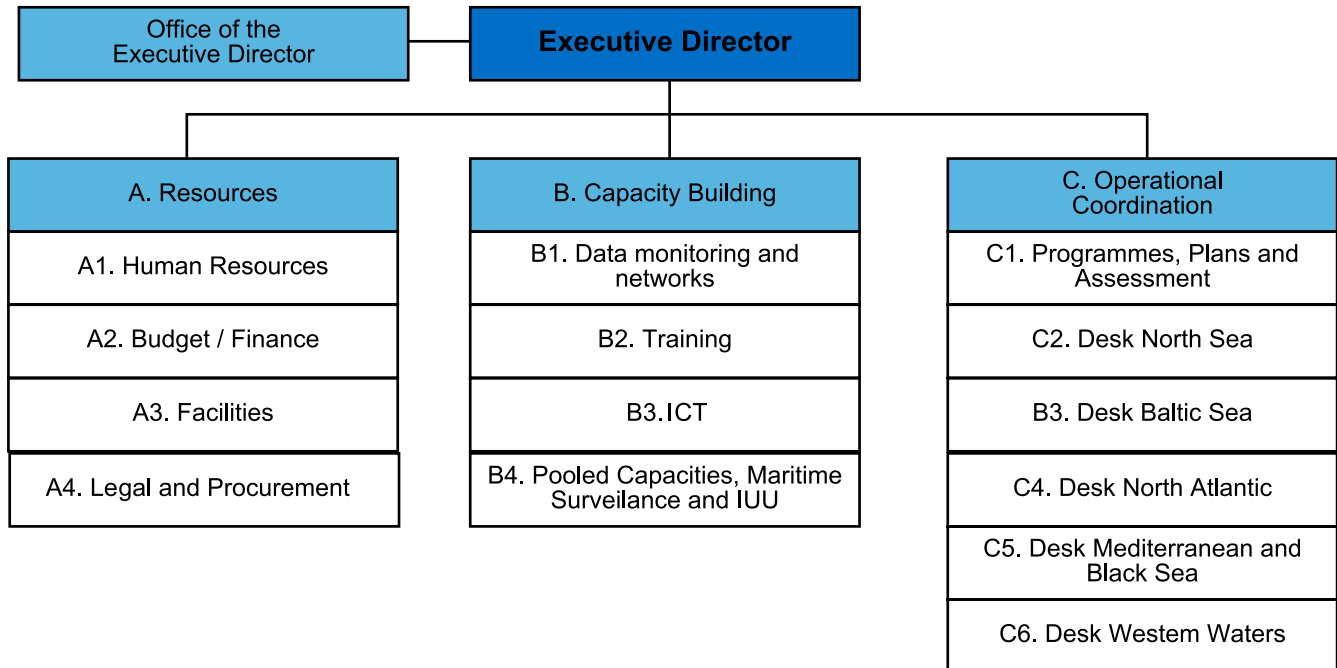 Office of the
Executive Director
Executive Director
A. Resources
A1. Human Resources
A2. Budget / Finance
A3. Facilities
A4. Legal and Procurement
B. Capacity Building
B1. Data monitoring and
networks
B2. Training
B3.ICT
B4. Pooled Capacities, Maritime
Surveilance and IUU
C. Operational
Coordination
C1. Programmes, Plans and
Assessment
C2. Desk North Sea
B3. Desk Baltic Sea
C4. Desk North Atlantic
C5. Desk Mediterranean and
Black Sea
C6. Desk Westem Waters